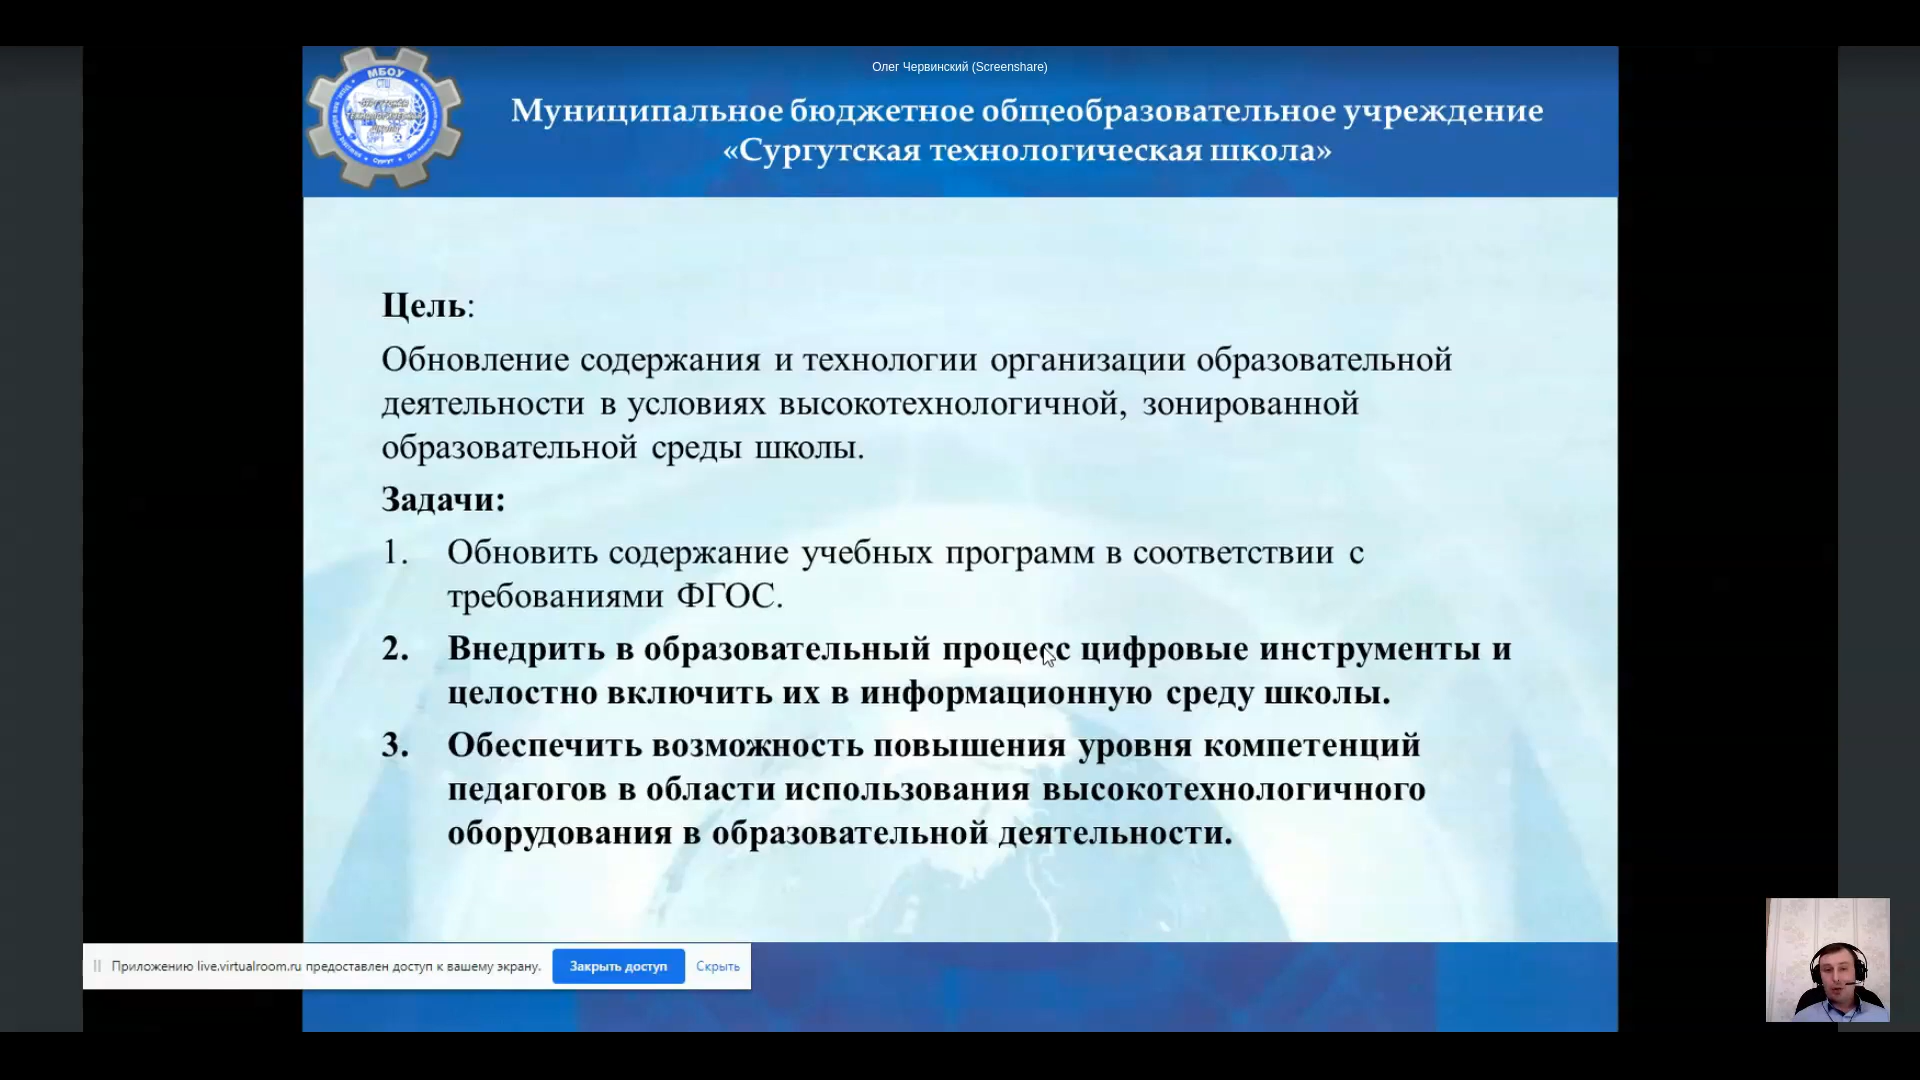 Олег Червинский (Screenshare)
МБОУ
СТШ
Сургут
Муниципальное бюджетное общеобразовательное учреждение
«Сургутская технологическая школа»
Цель:
Обновление содержания и технологии организации образовательной
деятельности в условиях высокотехнологичной, зонированной
образовательной среды школы.
Задачи:
1. Обновить содержание учебных программ в соответствии с
требованиями ФГОС.
2. Внедрить в образовательный процесс цифровые инструменты и
целостно включить их в информационную среду школы.
3. Обеспечить возможность повышения уровня компетенций
педагогов в области использования высокотехнологичного
оборудования в образовательной деятельности.
Приложению live.virtualroom.ru предоставлен доступ к вашему экрану.
Закрыть доступ
Скрыть